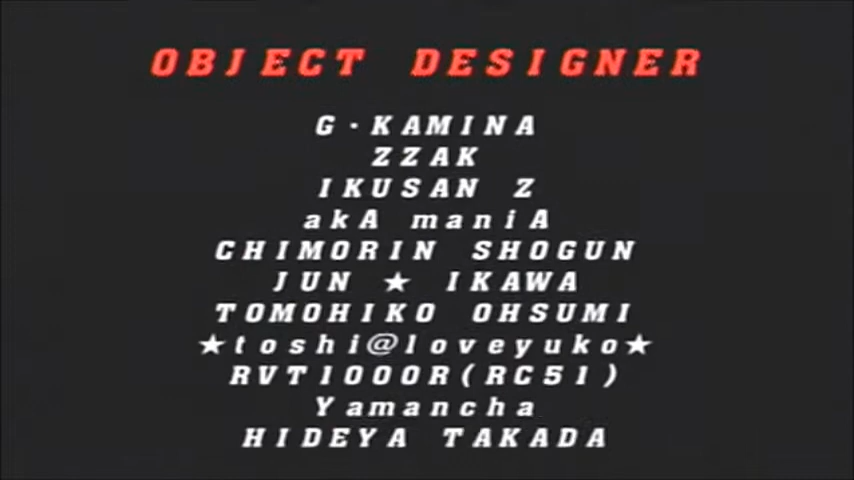 OBJECT DESIGNER
G·KAMINA
ZZAK
IKUSAN Z
akA maniA
CHIMORIN SHOGUN
JUN ★ IKAWA
TOMOHIKO OHSUMI
★toshi@loveyuko★
RVT1000R(RC51)
Yamancha
HIDEYA TAKADA